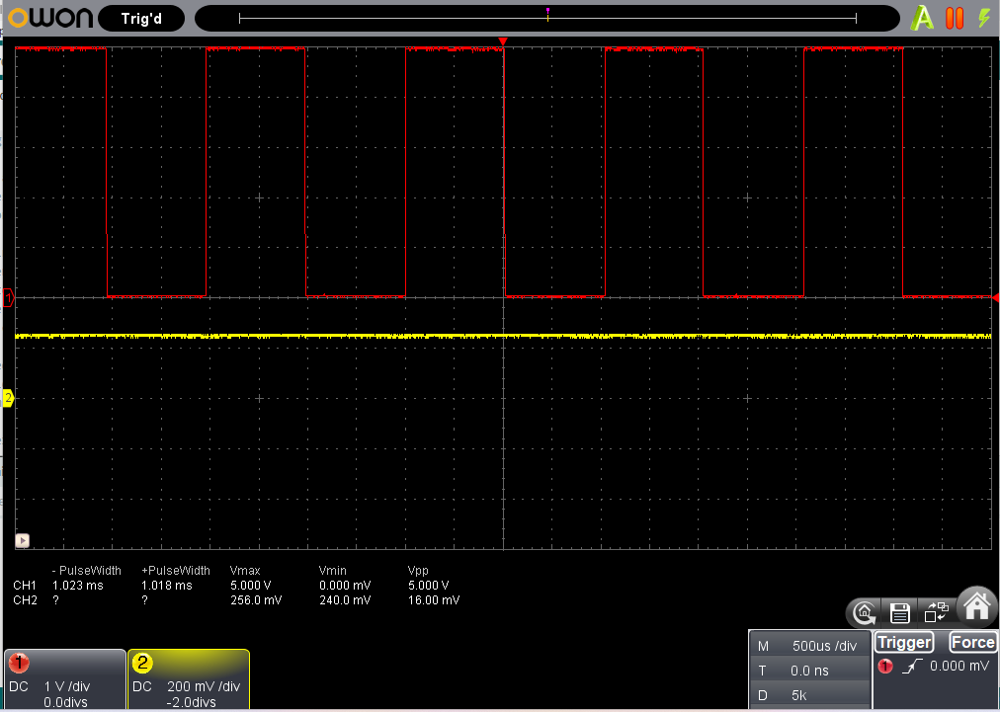 owon Trig'd A
1
2
- PulseWidth +PulseWidth Vmax Vmin Vpp
CH1 1.023 ms 1.018 ms 5.000 V 0.000 mV 5.000 V
CH2 ? ? 256.0 mV 240.0 mV 16.00 mV
1
DC 1 V /div
0.0divs
2
DC 200 mV /div
-2.0divs
M 500us /div
T 0.0 ns
D 5k
Trigger Force
1 0.000 mV